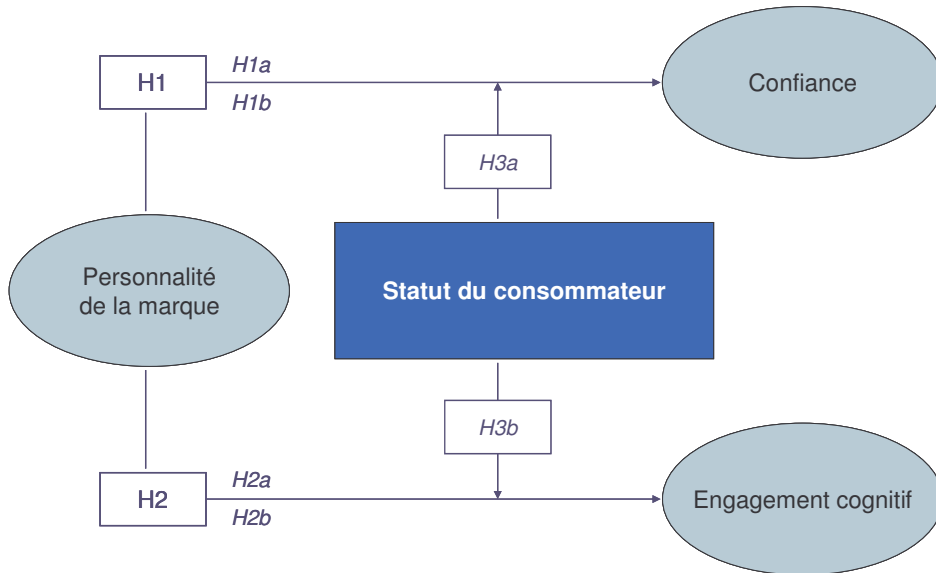 H1
H1a
H1b
Confiance
H3a
Personnalité
de la marque
Statut du consommateur
H3b
H2
H2a
H2b
Engagement cognitif